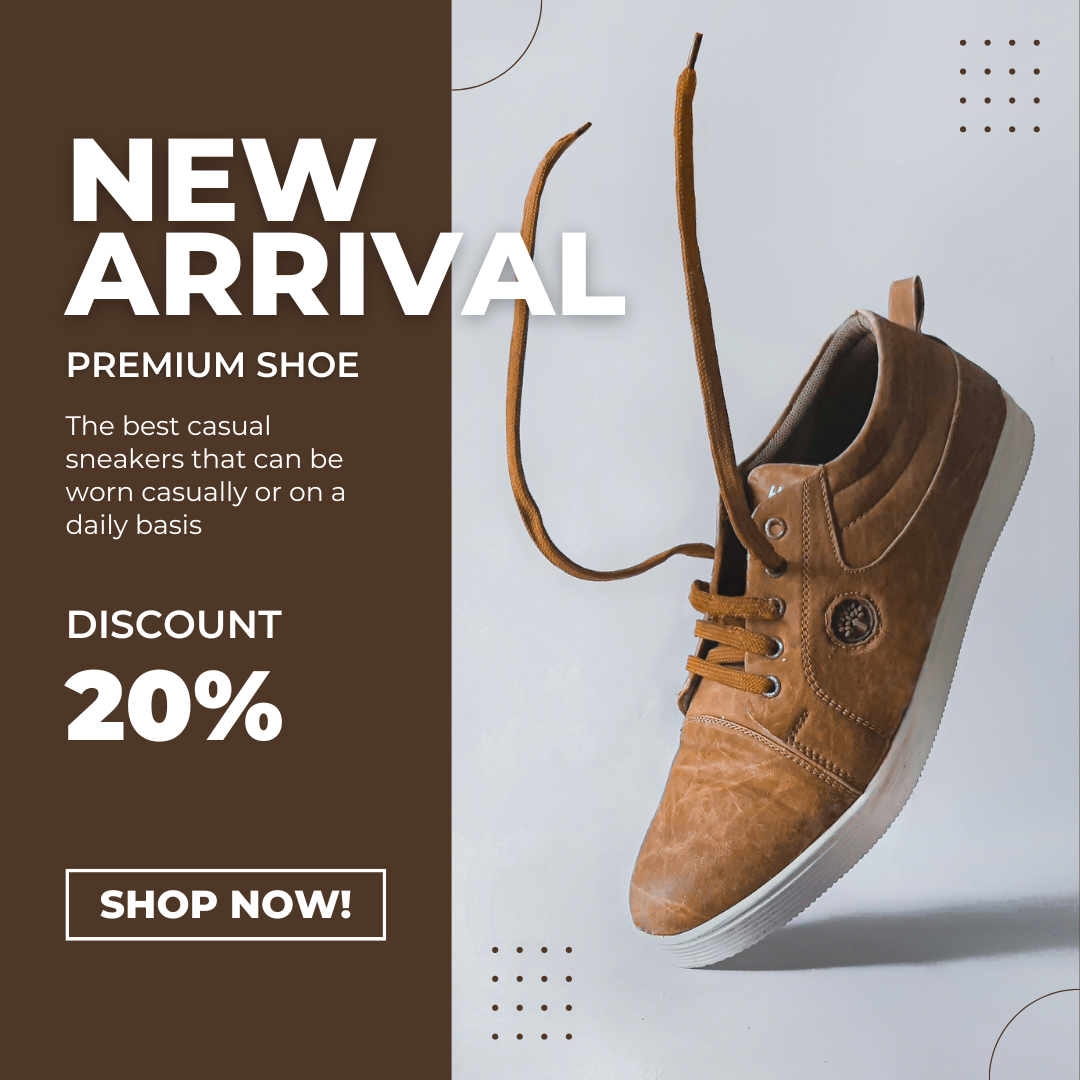 NEW
ARRIVAL
PREMIUM SHOE
The best casual
sneakers that can be
worn casually or on a
daily basis
DISCOUNT
20%
SHOP NOW!